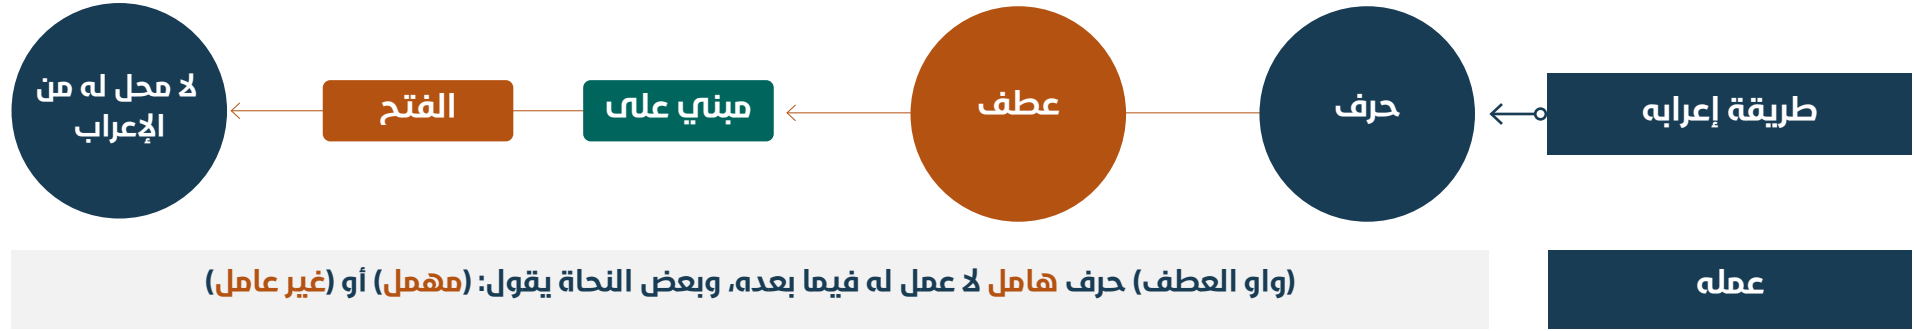 طريقة إعرابه
حرف
عطف
مبني على
الفتح
لا محل له من
الإعراب
عمله
(واو العطف) حرف هامل لا عمل له فيما بعده، وبعض النحاة يقول: (مهمل) أو (غير عامل)